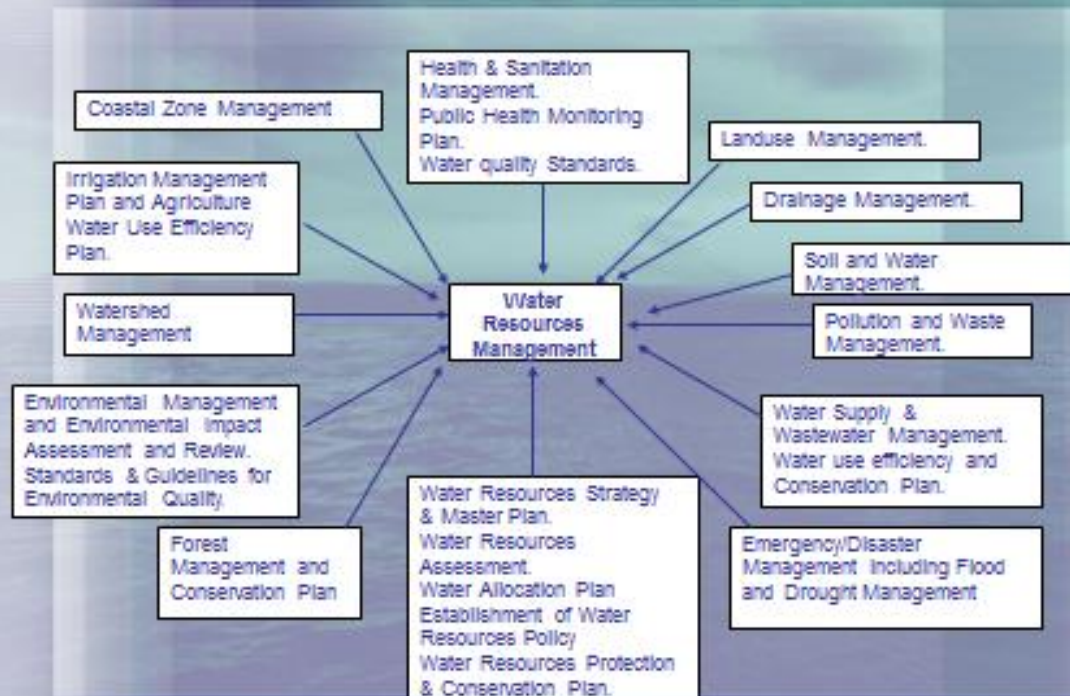 Health & Sanitation
Management.
Public Health Monitoring
Plan.
Water quality Standards.
Coastal Zone Management
Landuse Management.
Irrigation Management
Plan and Agriculture
Water Use Efficiency
Plan.
Drainage Management.
Soil and Water
Management.
Watershed
Management
Water
Resources
Management
Pollution and Waste
Management.
Environmental Management
and Environmental Impact
Assessment and Review.
Standards & Guidelines for
Environmental Quality.
Water Supply &
Wastewater Management.
Water use efficiency and
Conservation Plan.
Forest
Management and
Conservation Plan
Water Resources Strategy
& Master Plan.
Water Resources
Assessment.
Water Allocation Plan
Establishment of Water
Resources Policy
Water Resources Protection
& Conservation Plan.
Emergency/Disaster
Management Including Flood
and Drought Management